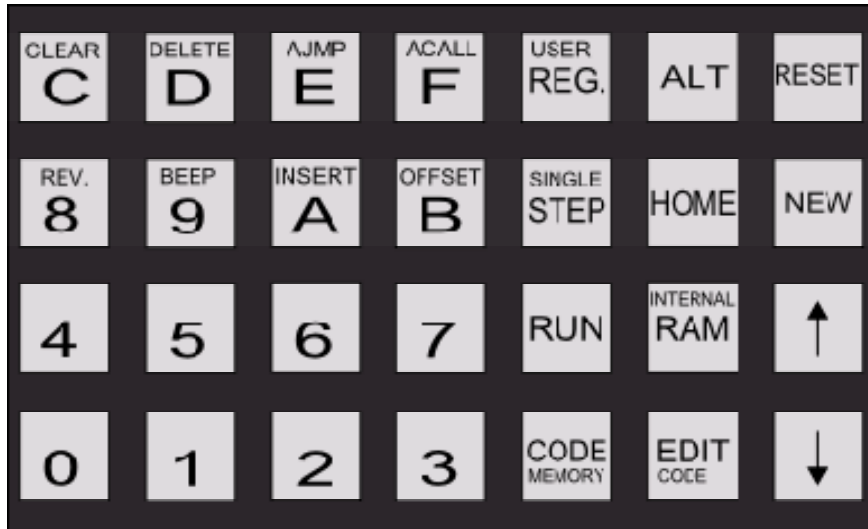 CLEAR DELETE AJMP ACALL USER
C D E F REG. ALT RESET
REV. BEEP INSERT OFFSET SINGLE
8 9 A B STEP HOME NEW
INTERNAL
4 5 6 7 RUN RAM ↑
0 1 2 3 CODE EDIT ↓
MEMORY CODE